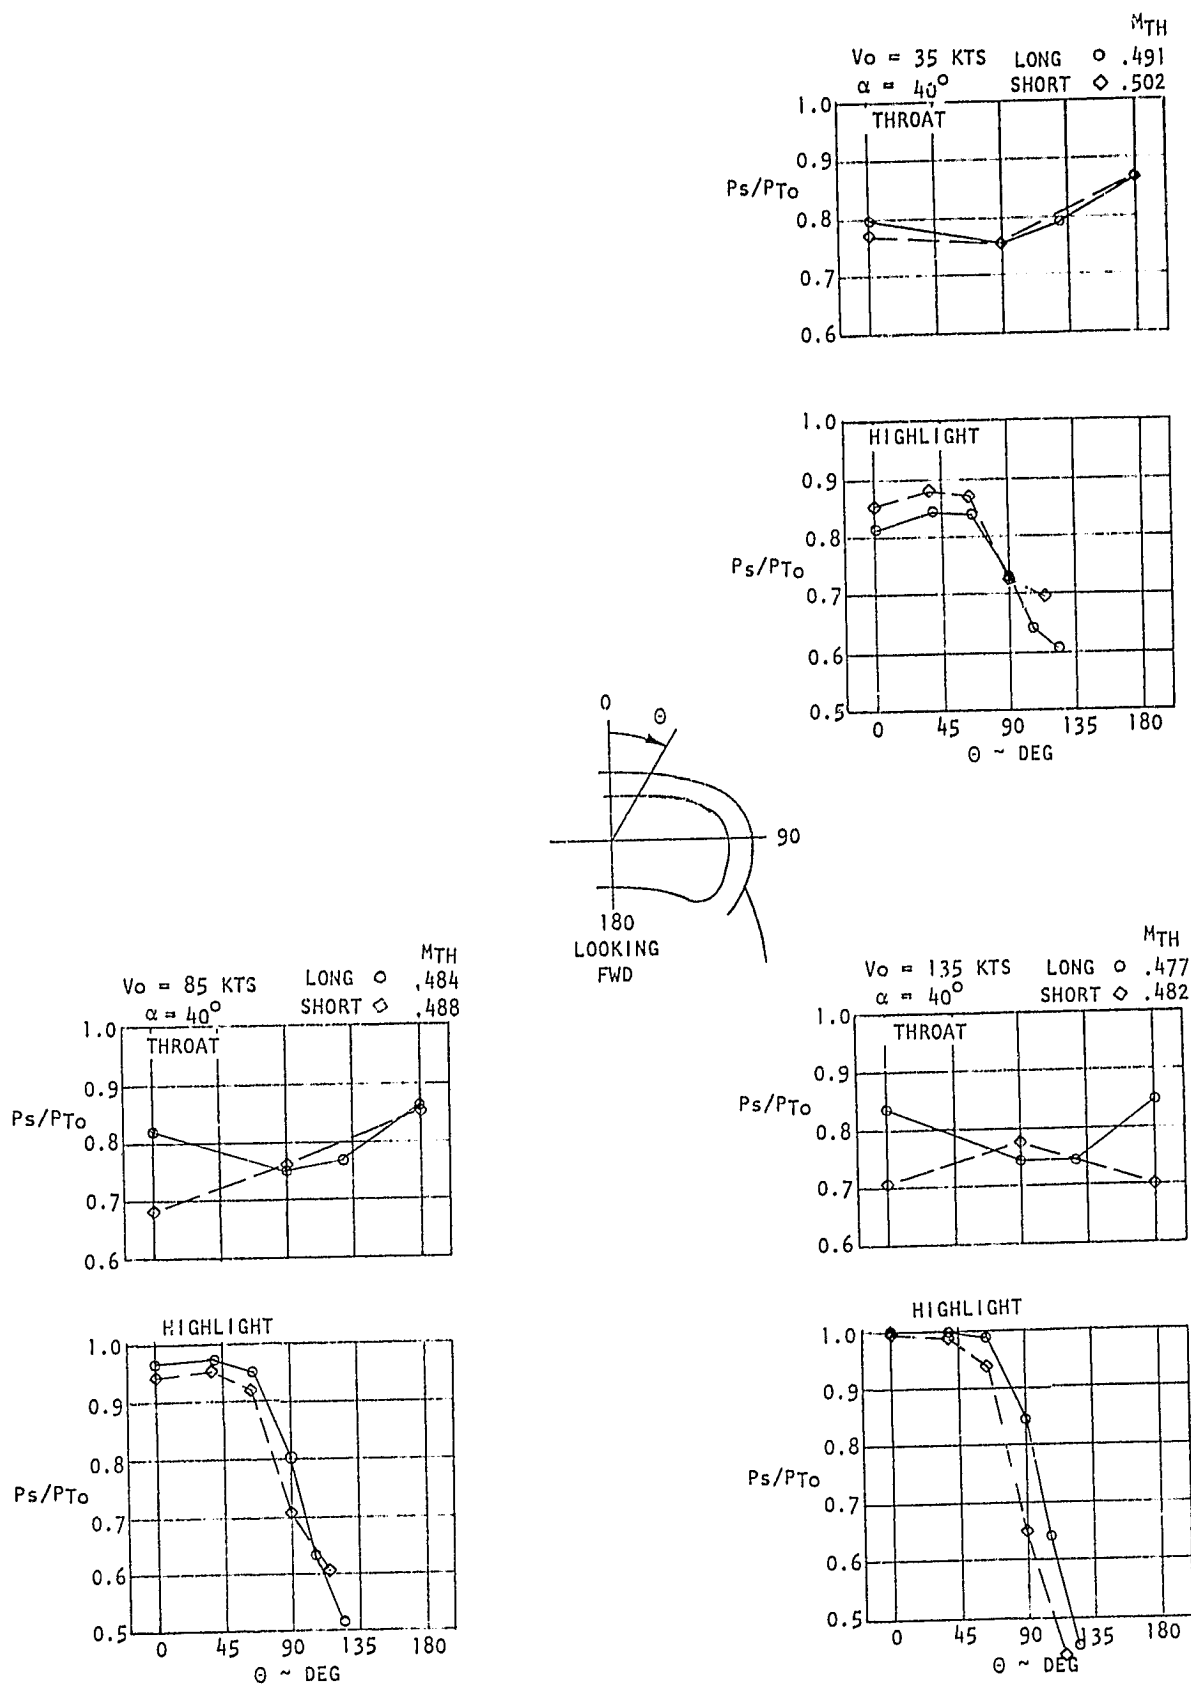 MTH
Vo = 35 KTS LONG .491
α = 40° SHORT .502
1.0
THROAT
0.9
Ps/PTo
0.8
0.7
0.6
1.0
HIGHLIGHT
0.9
0.8
Ps/PTo
0.7
0.6
0.5
0 45 90 135 180
Θ ~ DEG
0 Θ
90
180
LOOKING
FWD
MTH
Vo = 85 KTS LONG .484
α = 40° SHORT .488
1.0
THROAT
0.9
Ps/PTo
0.8
0.7
0.6
HIGHLIGHT
1.0
0.9
0.8
Ps/PTo
0.7
0.6
0.5
0 45 90 135 180
Θ ~ DEG
MTH
Vo = 135 KTS LONG .477
α = 40° SHORT .482
1.0
THROAT
0.9
Ps/PTo
0.8
0.7
0.6
HIGHLIGHT
1.0
0.9
0.8
Ps/PTo
0.7
0.6
0.5
0 45 90 135 180
Θ ~ DEG